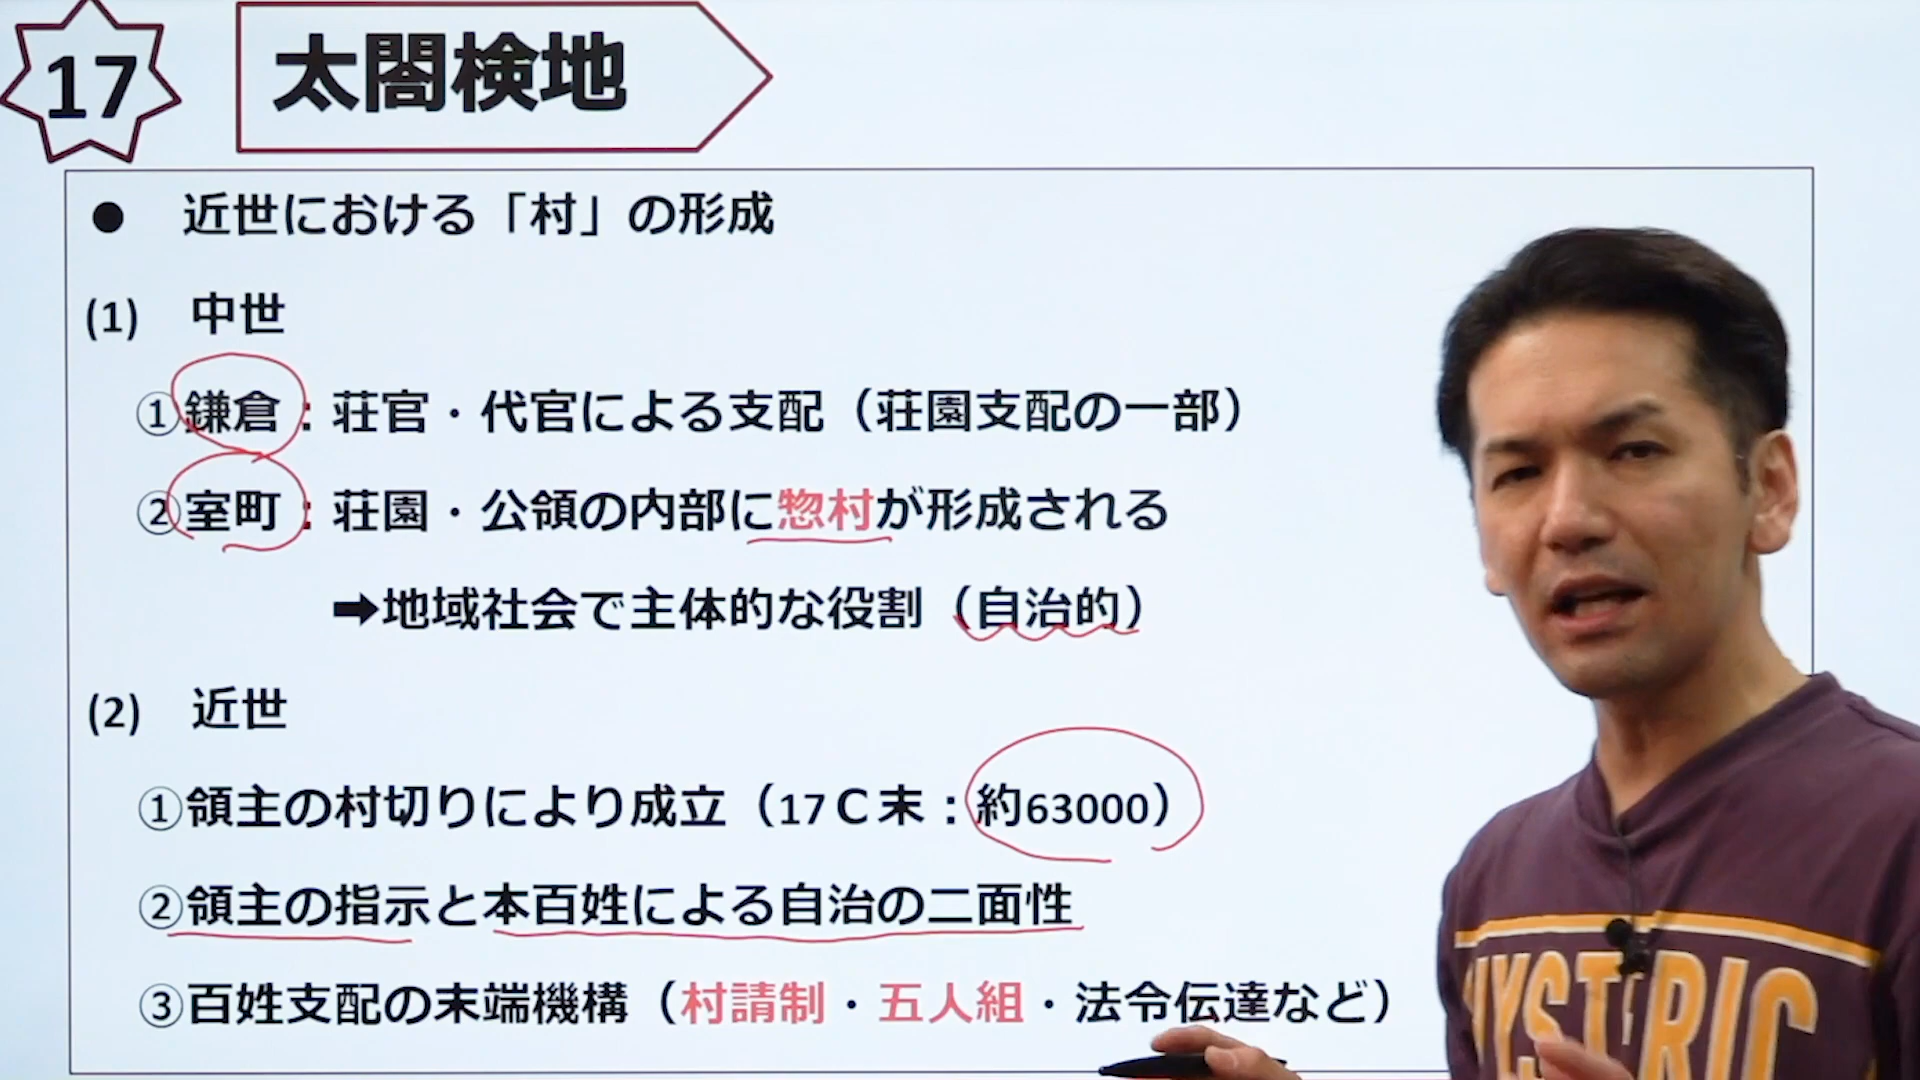 17
太閤検地
● 近世における「村」の形成
(1) 中世
①鎌倉：荘官・代官による支配（荘園支配の一部）
②室町：荘園・公領の内部に惣村が形成される
➡地域社会で主体的な役割（自治的）
(2) 近世
①領主の村切りにより成立（17Ｃ末：約63000）
②領主の指示と本百姓による自治の二面性
③百姓支配の末端機構（村請制・五人組・法令伝達など）
HYSTERIC